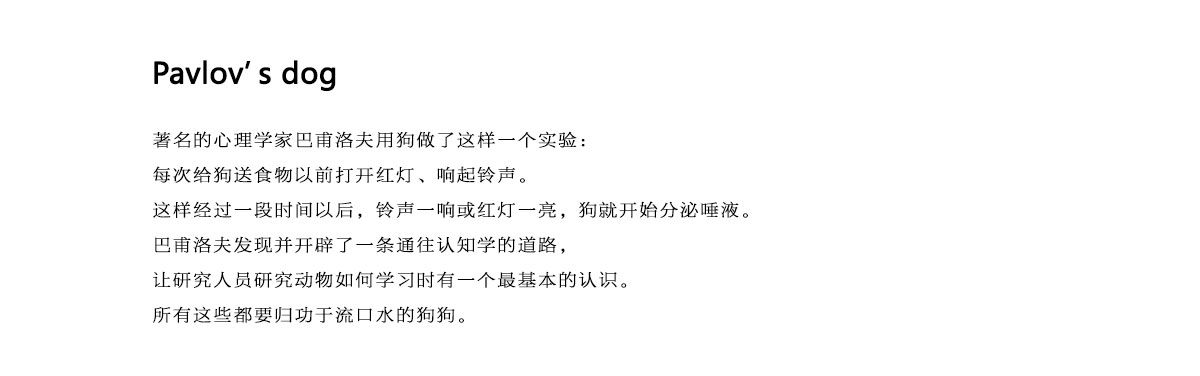 Pavlov’s dog
著名的心理学家巴甫洛夫用狗做了这样一个实验：
每次给狗送食物以前打开红灯、响起铃声。
这样经过一段时间以后，铃声一响或红灯一亮，狗就开始分泌唾液。
巴甫洛夫发现并开辟了一条通往认知学的道路，
让研究人员研究动物如何学习时有一个最基本的认识。
所有这些都要归功于流口水的狗狗。